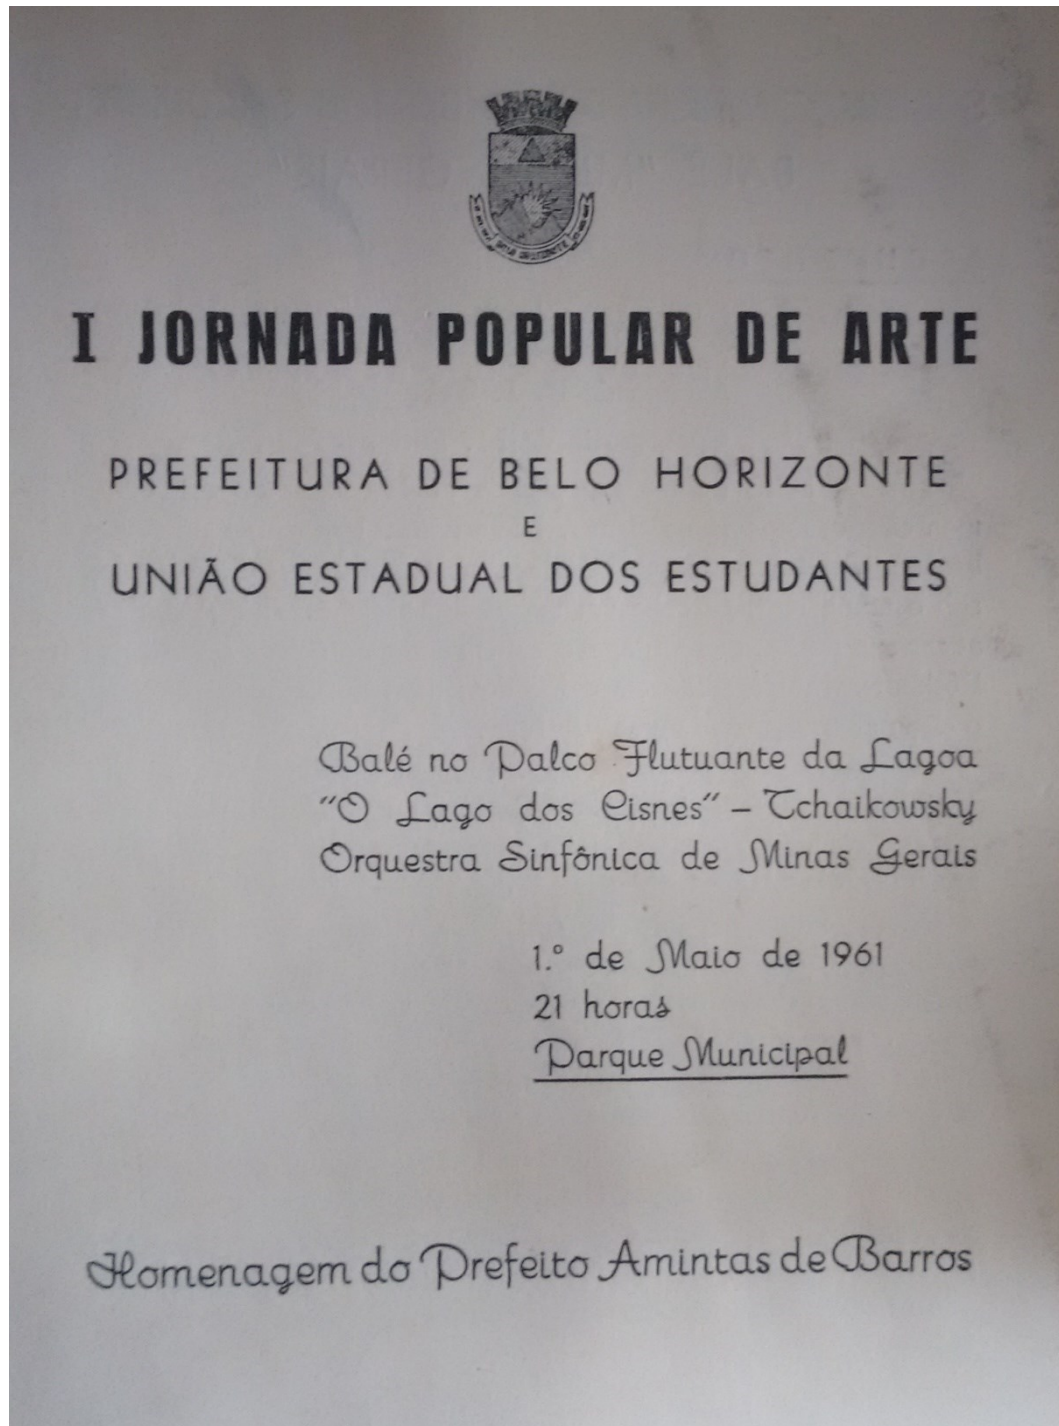 BELO HORIZONTE
I JORNADA POPULAR DE ARTE
PREFEITURA DE BELO HORIZONTE
E
UNIÃO ESTADUAL DOS ESTUDANTES
Balé no Palco Flutuante da Lagoa
"O Lago dos Cisnes" – Tchaikowsky
Orquestra Sinfônica de Minas Gerais
1.º de Maio de 1961
21 horas
Parque Municipal
Homenagem do Prefeito Amintas de Barros